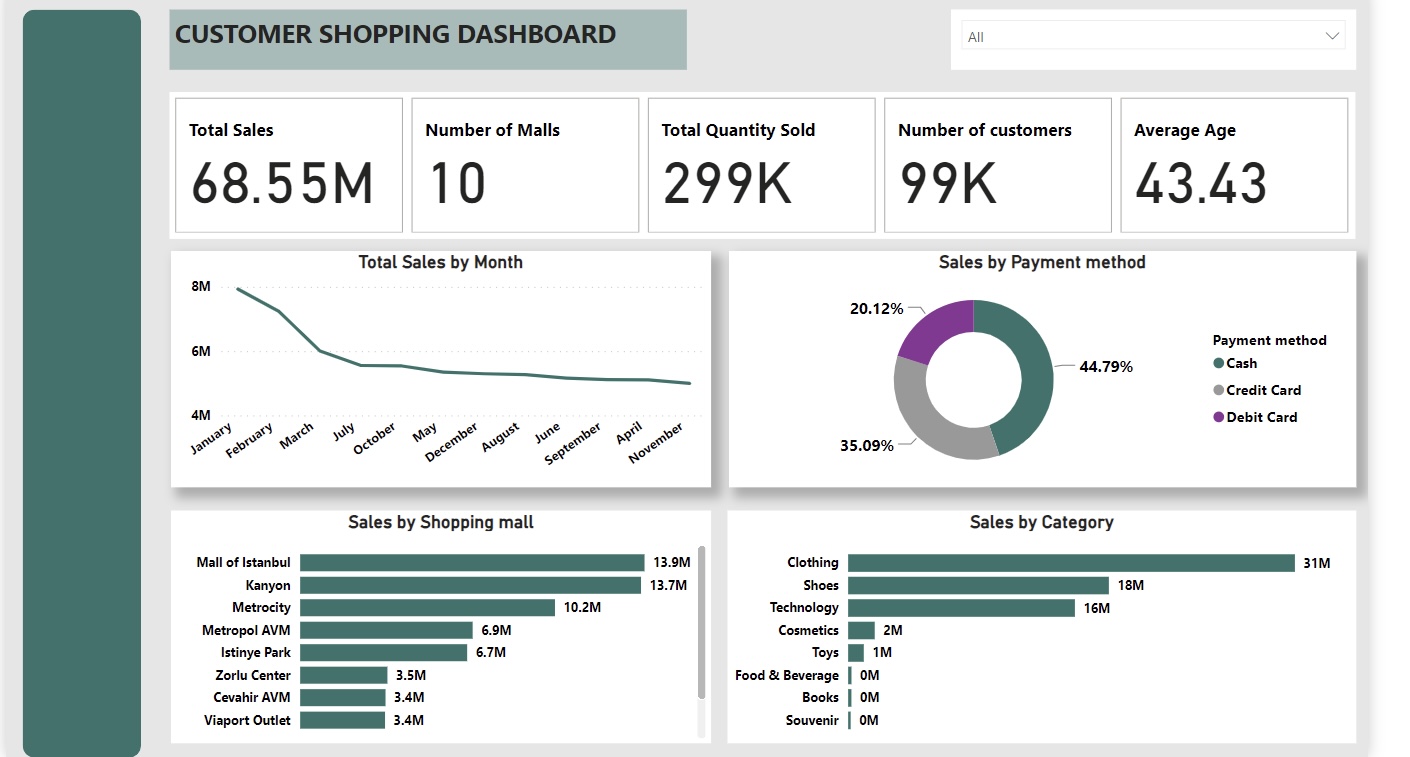 CUSTOMER SHOPPING DASHBOARD
All
Total Sales
68.55M
Number of Malls
10
Total Quantity Sold
299K
Number of customers
99K
Average Age
43.43
Total Sales by Month
8M
6M
4M
January
February
March
July
October
May
December
August
June
September
April
November
Sales by Payment method
20.12%
44.79%
35.09%
Payment method
Cash
Credit Card
Debit Card
Sales by Shopping mall
Mall of Istanbul 13.9M
Kanyon 13.7M
Metrocity 10.2M
Metropol AVM 6.9M
Istinye Park 6.7M
Zorlu Center 3.5M
Cevahir AVM 3.4M
Viaport Outlet 3.4M
Sales by Category
Clothing 31M
Shoes 18M
Technology 16M
Cosmetics 2M
Toys 1M
Food & Beverage 0M
Books 0M
Souvenir 0M